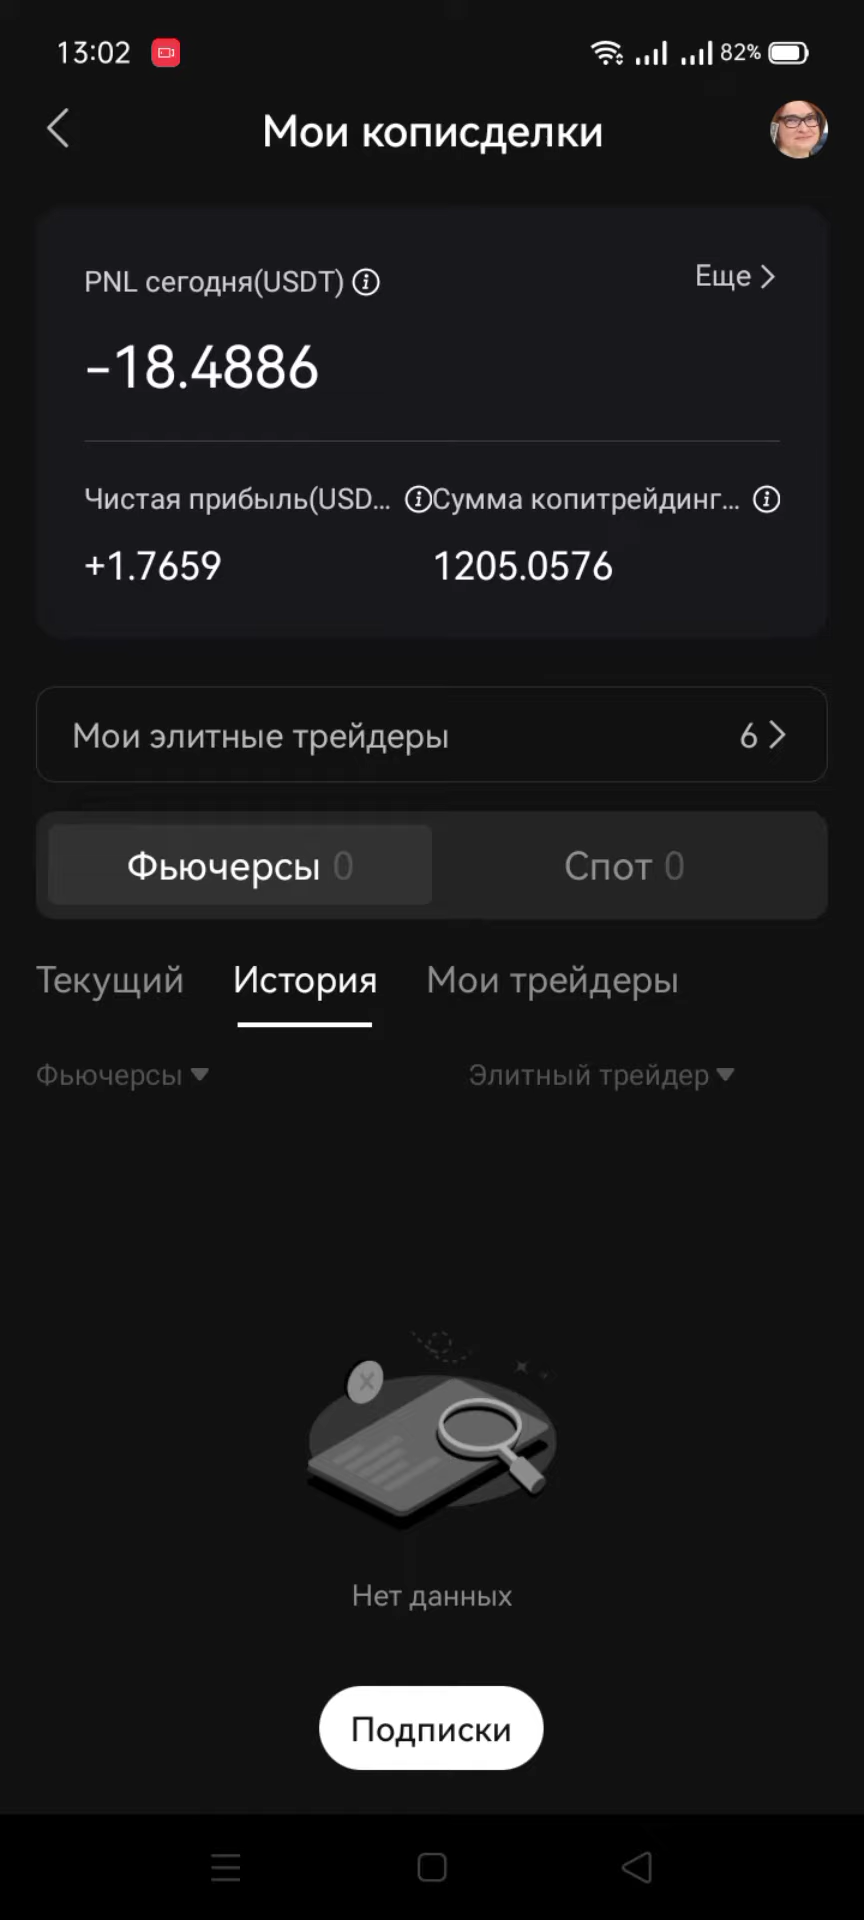 13:02
82%
Мои кописделки
PNL сегодня(USDT)
Еще
-18.4886
Чистая прибыль(USD...
Сумма копитрейдинг...
+1.7659
1205.0576
Мои элитные трейдеры
6
Фьючерсы 0
Спот 0
Текущий
История
Мои трейдеры
Фьючерсы
Элитный трейдер
Нет данных
Подписки